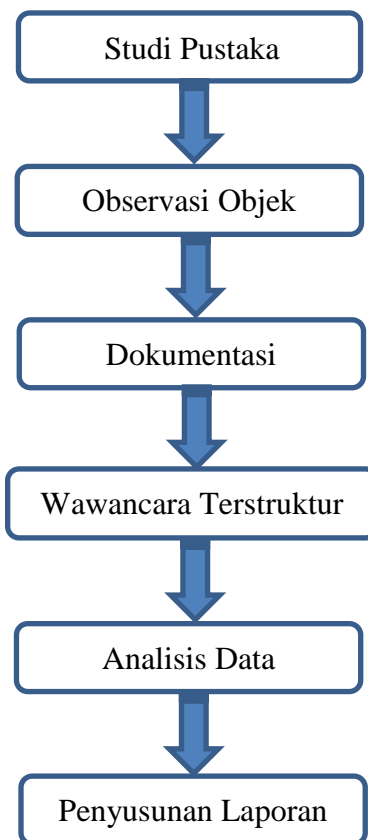 Studi Pustaka
Observasi Objek
Dokumentasi
Wawancara Terstruktur
Analisis Data
Penyusunan Laporan